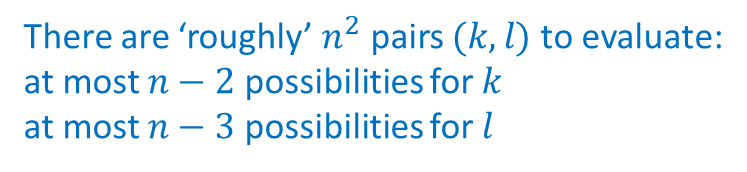 There are ‘roughly’ n² pairs (k, l) to evaluate:
at most n − 2 possibilities for k
at most n − 3 possibilities for l